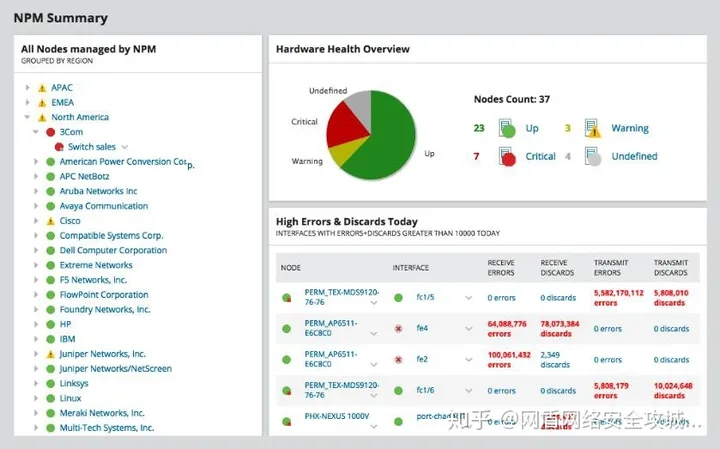 NPM Summary
All Nodes managed by NPM
GROUPED BY REGION
APAC
EMEA
North America
3Com
Switch sales
American Power Conversion Corp.
APC NetBotz
Aruba Networks Inc
Avaya Communication
Cisco
Compatible Systems Corp.
Dell Computer Corporation
Extreme Networks
F5 Networks, Inc.
FlowPoint Corporation
Foundry Networks, Inc.
HP
IBM
Juniper Networks, Inc.
Juniper Networks/NetScreen
Linksys
Linux
Meraki Networks, Inc.
Multi-Tech Systems, Inc.
Hardware Health Overview
Undefined
Critical
Warning
Up
Nodes Count: 37
23 Up 3 Warning
7 Critical 4 Undefined
High Errors & Discards Today
INTERFACES WITH ERRORS+DISCARDS GREATER THAN 10000 TODAY
NODE INTERFACE RECEIVE ERRORS RECEIVE DISCARDS TRANSMIT ERRORS TRANSMIT DISCARDS
PERM_TEX-MDS9120-76-76 fc1/5 0 errors 0 discards 5,582,170,112 errors 5,808,010 discards
PERM_AP6511-E6C8C0 fe4 64,088,776 errors 78,073,384 discards 0 errors 0 discards
PERM_AP6511-E6C8C0 fe2 100,061,432 errors 2,349 discards 0 errors 0 discards
PERM_TEX-MDS9120-76-76 fc1/6 0 errors 0 discards 5,808,179 errors 10,024,648 discards
PHX-NEXUS 1000V
知乎 @网盾网络安全攻城...